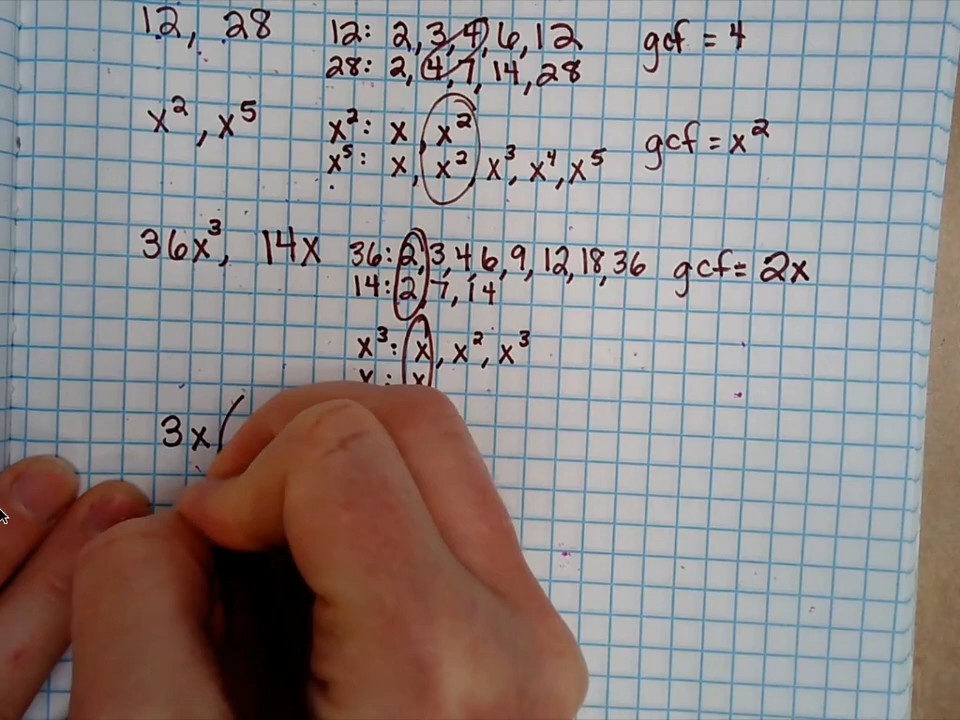 12, 28 12: 2, 3, 4, 6, 12 gcf = 4
28: 2, 4, 7, 14, 28
x², x⁵ x²: x, x² gcf = x²
x⁵: x, x², x³, x⁴, x⁵
36x³, 14x 36: 2, 3, 4, 6, 9, 12, 18, 36 gcf = 2x
14: 2, 7, 14
x³: x, x², x³
x: x
3x(